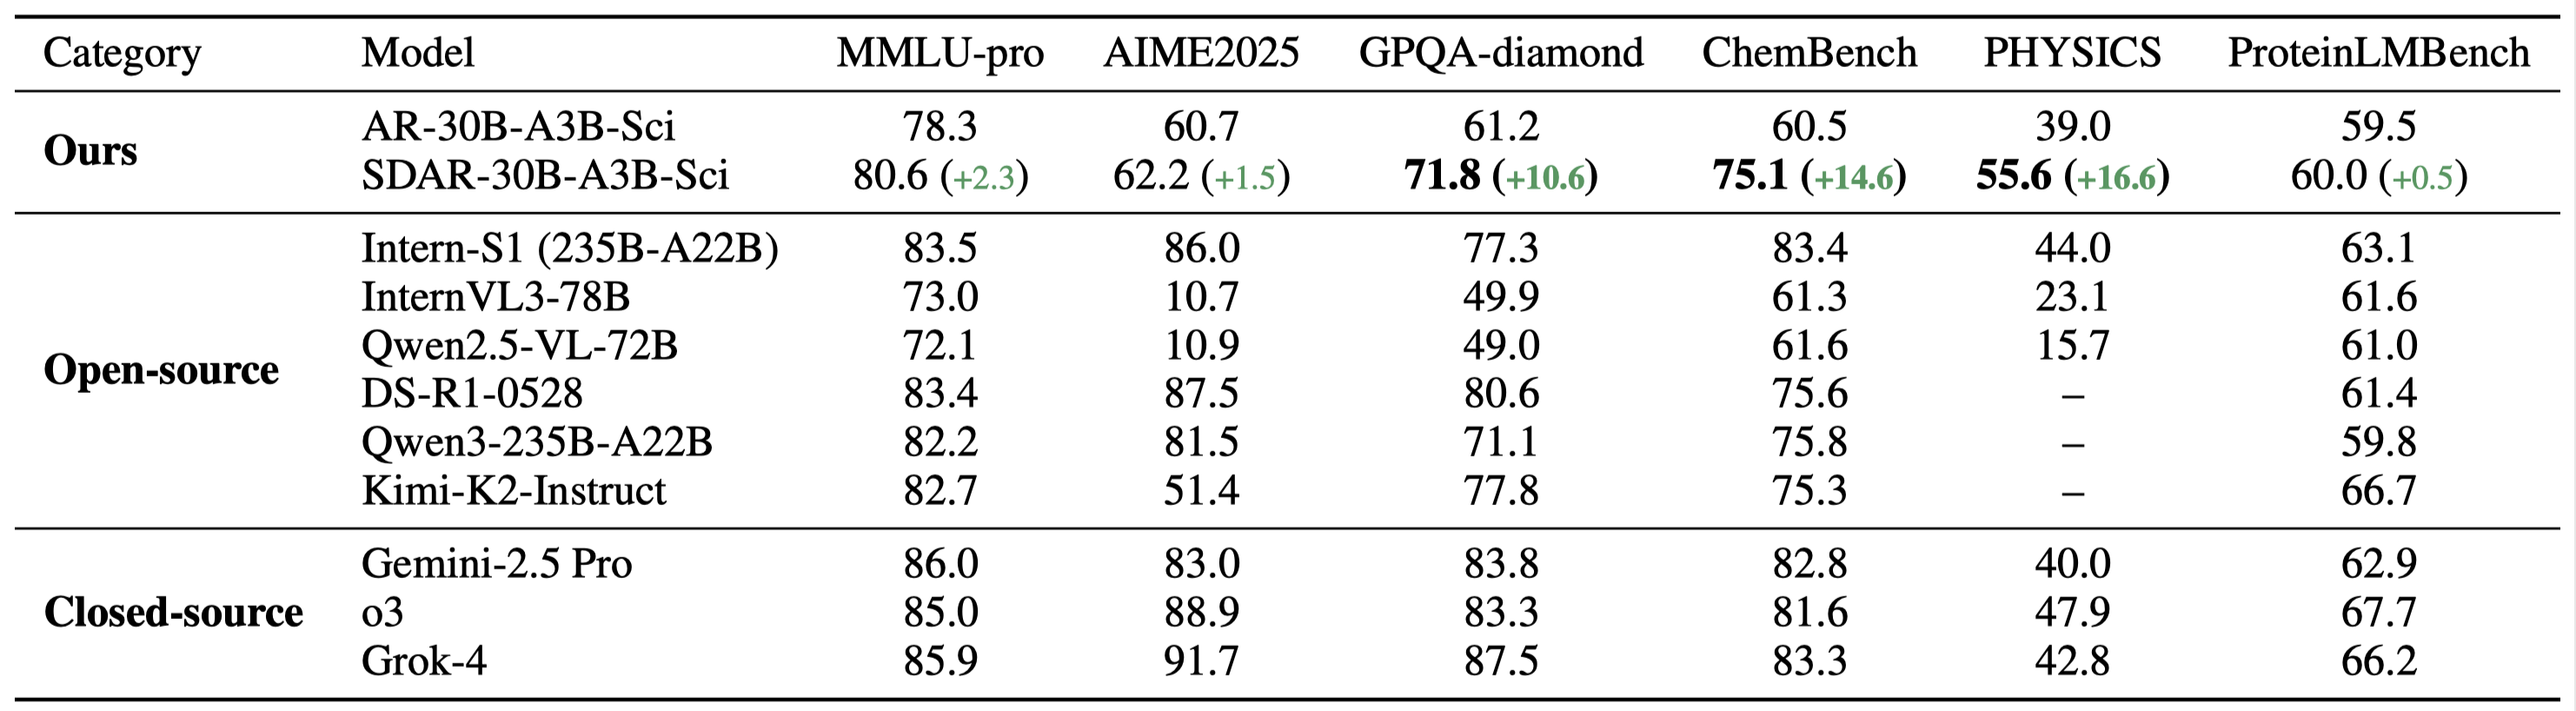 Category Model MMLU-pro AIME2025 GPQA-diamond ChemBench PHYSICS ProteinLMBench
Ours
AR-30B-A3B-Sci 78.3 60.7 61.2 60.5 39.0 59.5
SDAR-30B-A3B-Sci 80.6 (+2.3) 62.2 (+1.5) 71.8 (+10.6) 75.1 (+14.6) 55.6 (+16.6) 60.0 (+0.5)
Open-source
Intern-S1 (235B-A22B) 83.5 86.0 77.3 83.4 44.0 63.1
InternVL3-78B 73.0 10.7 49.9 61.3 23.1 61.6
Qwen2.5-VL-72B 72.1 10.9 49.0 61.6 15.7 61.0
DS-R1-0528 83.4 87.5 80.6 75.6 – 61.4
Qwen3-235B-A22B 82.2 81.5 71.1 75.8 – 59.8
Kimi-K2-Instruct 82.7 51.4 77.8 75.3 – 66.7
Closed-source
Gemini-2.5 Pro 86.0 83.0 83.8 82.8 40.0 62.9
o3 85.0 88.9 83.3 81.6 47.9 67.7
Grok-4 85.9 91.7 87.5 83.3 42.8 66.2